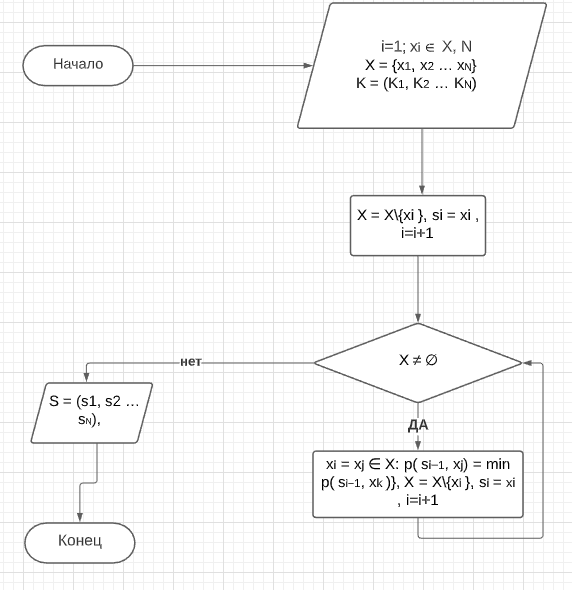 Начало
i=1; xi ∈ X, N
X = {x1, x2 … xN}
K = (K1, K2 … KN)
X = X\{xi }, si = xi ,
i=i+1
X ≠ ∅
нет
ДА
S = (s1, s2 …
sN),
xi = xj ∈ X: p( si–1, xj) = min
p( si–1, xk )}, X = X\{xi }, si = xi
, i=i+1
Конец